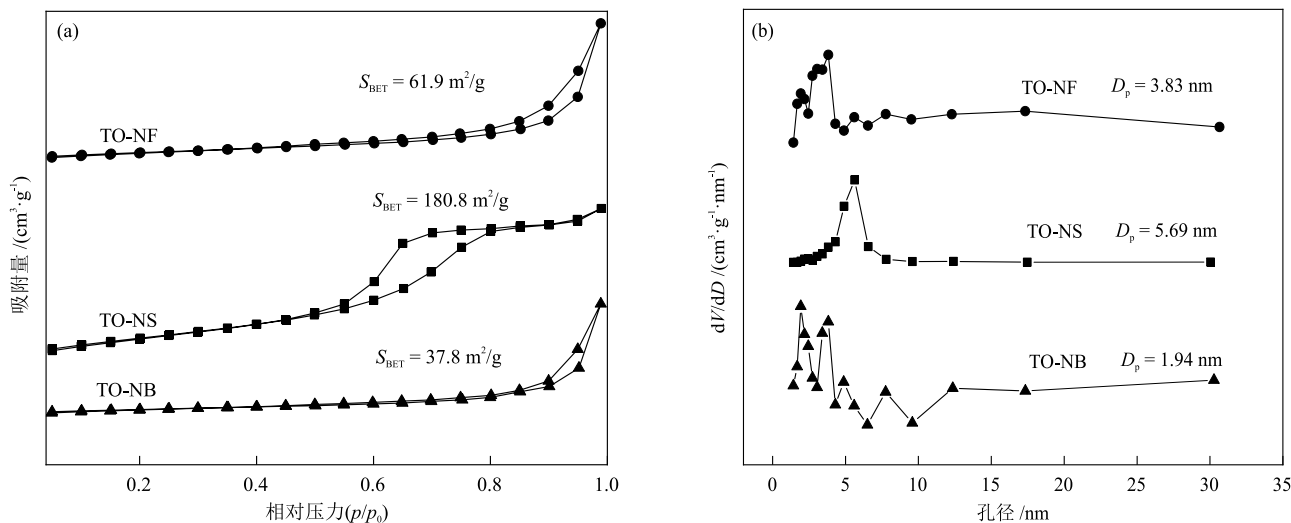 (a)
S_BET = 61.9 m²/g
TO-NF
S_BET = 180.8 m²/g
TO-NS
S_BET = 37.8 m²/g
TO-NB
吸附量 /(cm³·g⁻¹)
0.2 0.4 0.6 0.8 1.0
相对压力(p/p₀)
(b)
TO-NF D_p = 3.83 nm
TO-NS D_p = 5.69 nm
TO-NB D_p = 1.94 nm
dV/dD /(cm³·g⁻¹·nm⁻¹)
0 5 10 15 20 25 30 35
孔径 /nm